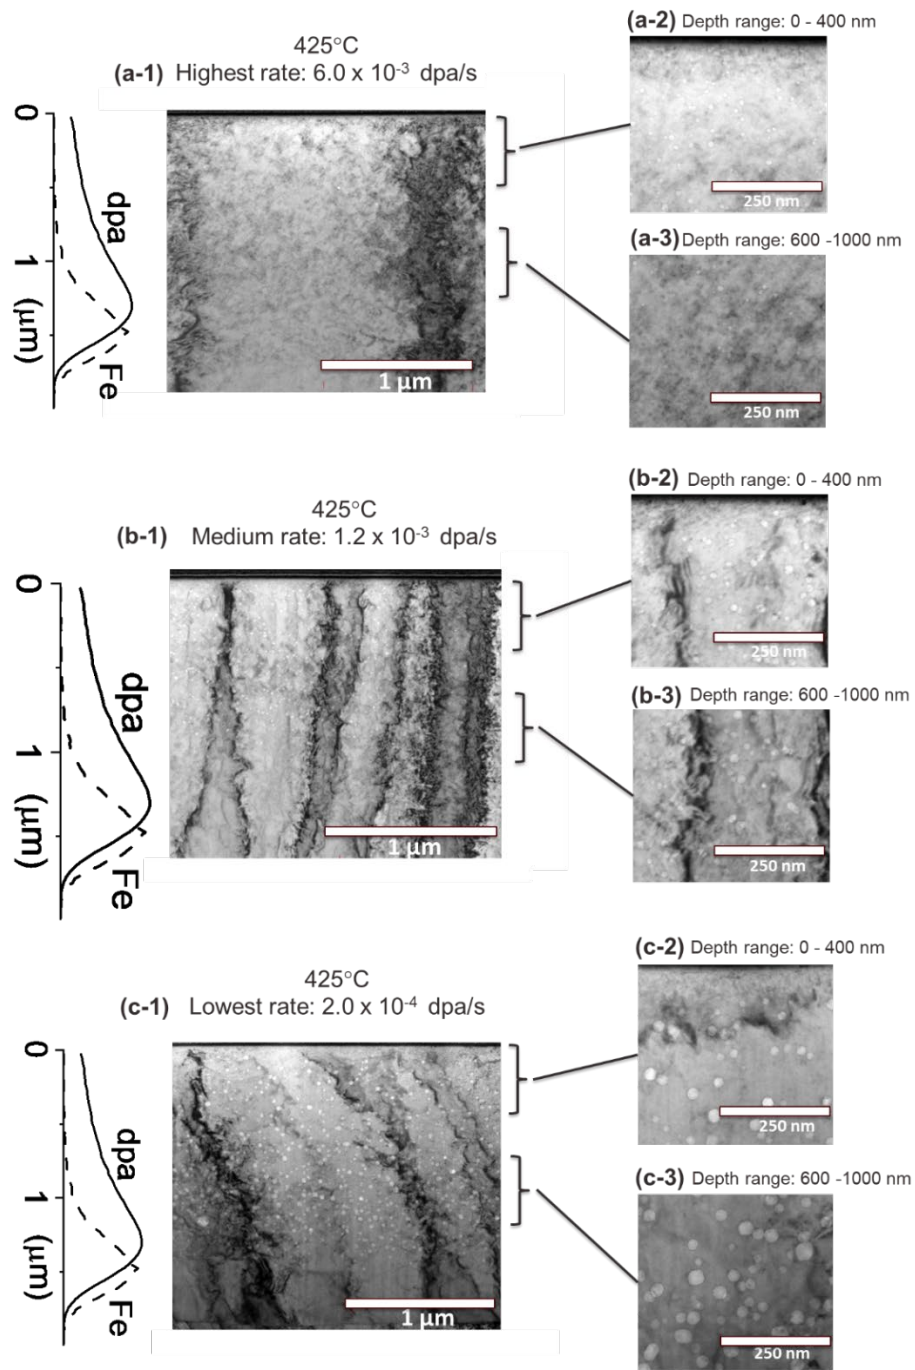 425°C
(a-1) Highest rate: 6.0 x 10⁻³ dpa/s
0
1
(μm)
dpa
Fe
1 μm
(a-2) Depth range: 0 - 400 nm
250 nm
(a-3) Depth range: 600 -1000 nm
250 nm
425°C
(b-1) Medium rate: 1.2 x 10⁻³ dpa/s
0
1
(μm)
dpa
Fe
1 μm
(b-2) Depth range: 0 - 400 nm
250 nm
(b-3) Depth range: 600 -1000 nm
250 nm
425°C
(c-1) Lowest rate: 2.0 x 10⁻⁴ dpa/s
0
1
(μm)
dpa
Fe
1 μm
(c-2) Depth range: 0 - 400 nm
250 nm
(c-3) Depth range: 600 -1000 nm
250 nm